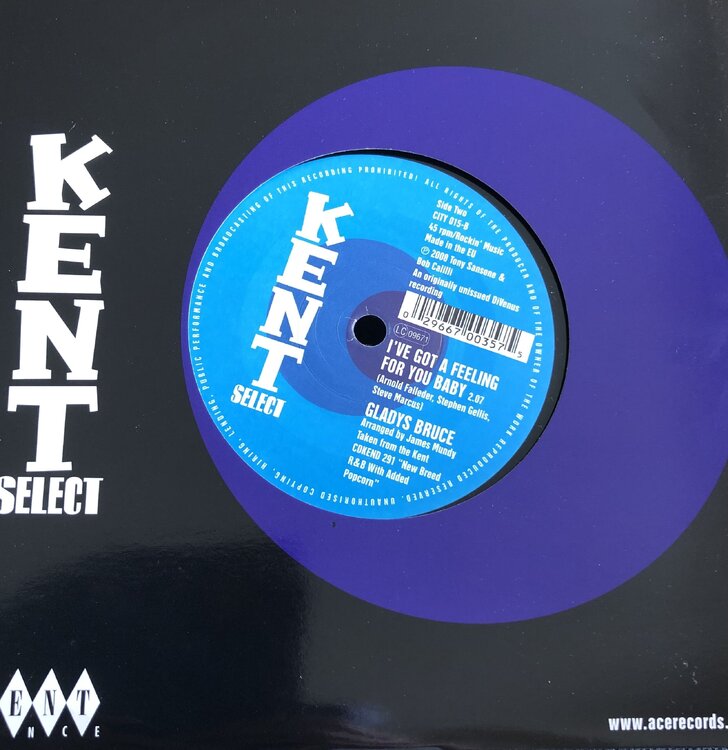 KENT
SELECT
ENT
NCE
www.acerecords.
UNAUTHORISED COPYING, HIRING, LENDING, PUBLIC PERFORMANCE AND BROADCASTING OF THIS RECORDING PROHIBITED! ALL RIGHTS OF THE PRODUCER AND OF THE OWNER OF THE WORK REPRODUCED RESERVED.
KENT
SELECT
Side Two
CITY 015-B
45 rpm/Rockin' Music
Made in the EU
℗ 2008 Tony Sansone &
Bob Calilli
An originally unissued DiVenus
recording
0 29667 00357 5
LC 09671
I'VE GOT A FEELING
FOR YOU BABY 2.07
(Arnold Falleder, Stephen Gellis,
Steve Marcus)
GLADYS BRUCE
Arranged by James Mundy
Taken from the Kent
CDKEND 291 "New Breed
R&B With Added
Popcorn"